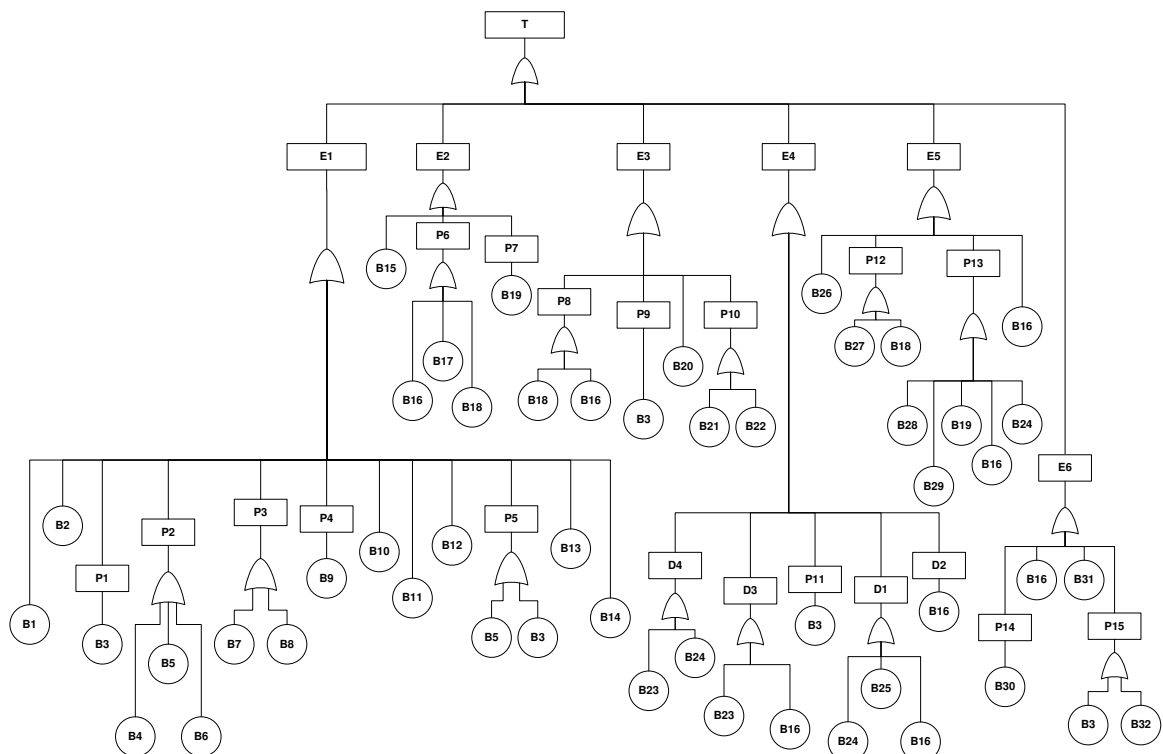 T
E1
E2
E3
E4
E5
P6
P7
B15
B19
B17
B16
B18
P8
P9
P10
B20
B18
B16
B3
B21
B22
P12
P13
B26
B27
B18
B16
B28
B19
B24
B16
B29
E6
B2
P2
P3
P4
P5
B10
B12
B13
P1
B9
B11
B1
B3
B5
B7
B8
B5
B3
B14
B4
B6
D4
D3
P11
D1
D2
B24
B3
B16
B23
B23
B16
B25
B24
B16
B16
B31
P14
P15
B30
B3
B32